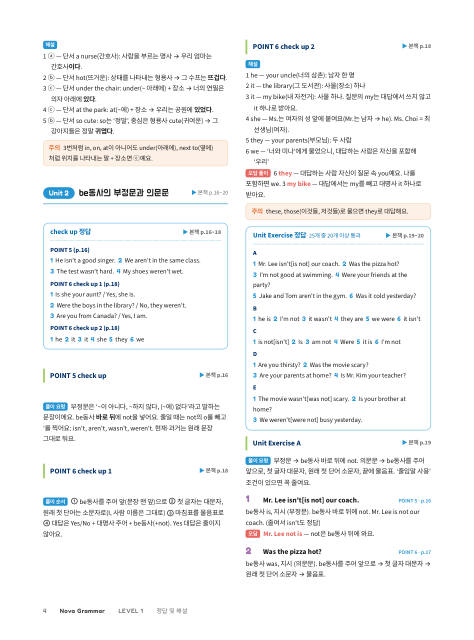 해설
1 ⓐ — 단서 a nurse(간호사): 사람을 부르는 명사 → 우리 엄마는
간호사이다.
2 ⓑ — 단서 hot(뜨거운): 상태를 나타내는 형용사 → 그 수프는 뜨겁다.
3 ⓒ — 단서 under the chair: under(~ 아래에) + 장소 → 너의 연필은
의자 아래에 있다.
4 ⓒ — 단서 at the park: at(~에) + 장소 → 우리는 공원에 있었다.
5 ⓑ — 단서 so cute: so는 '정말', 중심은 형용사 cute(귀여운) → 그
강아지들은 정말 귀엽다.
주의 3번처럼 in, on, at이 아니어도 under(아래에), next to(옆에)
처럼 위치를 나타내는 말 + 장소면 ⓒ예요.
Unit 2 be동사의 부정문과 의문문 ▶ 본책 p.16~20
check up 정답 ▶ 본책 p.16~18
POINT 5 (p.16)
1 He isn't a good singer. 2 We aren't in the same class.
3 The test wasn't hard. 4 My shoes weren't wet.
POINT 6 check up 1 (p.18)
1 Is she your aunt? / Yes, she is.
2 Were the boys in the library? / No, they weren't.
3 Are you from Canada? / Yes, I am.
POINT 6 check up 2 (p.18)
1 he 2 it 3 it 4 she 5 they 6 we
POINT 5 check up ▶ 본책 p.16
풀이 요령 부정문은 '~이 아니다, ~하지 않다, (~에) 없다'라고 말하는
문장이에요. be동사 바로 뒤에 not을 넣어요. 줄일 때는 not의 o를 빼고
'를 찍어요: isn't, aren't, wasn't, weren't. 현재·과거는 원래 문장
그대로 둬요.
POINT 6 check up 1 ▶ 본책 p.18
풀이 순서 ① be동사를 주어 앞(문장 맨 앞)으로 ② 첫 글자는 대문자,
원래 첫 단어는 소문자로(I, 사람 이름은 그대로) ③ 마침표를 물음표로
④ 대답은 Yes/No + 대명사 주어 + be동사(+not). Yes 대답은 줄이지
않아요.
POINT 6 check up 2 ▶ 본책 p.18
해설
1 he — your uncle(너의 삼촌): 남자 한 명
2 it — the library(그 도서관): 사물(장소) 하나
3 it — my bike(내 자전거): 사물 하나. 질문의 my는 대답에서 쓰지 않고
it 하나로 받아요.
4 she — Ms.는 여자의 성 앞에 붙여요(Mr.는 남자 → he). Ms. Choi = 최
선생님(여자).
5 they — your parents(부모님): 두 사람
6 we — '너와 미나'에게 물었으니, 대답하는 사람은 자신을 포함해
'우리'
오답 풀이 6 they — 대답하는 사람 자신이 질문 속 you예요. 나를
포함하면 we. 3 my bike — 대답에서는 my를 빼고 대명사 it 하나로
받아요.
주의 these, those(이것들, 저것들)로 물으면 they로 대답해요.
Unit Exercise 정답 25개 중 20개 이상 통과 ▶ 본책 p.19~20
A
1 Mr. Lee isn't[is not] our coach. 2 Was the pizza hot?
3 I'm not good at swimming. 4 Were your friends at the
party?
5 Jake and Tom aren't in the gym. 6 Was it cold yesterday?
B
1 he is 2 I'm not 3 it wasn't 4 they are 5 we were 6 it isn't
C
1 is not[isn't] 2 Is 3 am not 4 Were 5 it is 6 I'm not
D
1 Are you thirsty? 2 Was the movie scary?
3 Are your parents at home? 4 Is Mr. Kim your teacher?
E
1 The movie wasn't[was not] scary. 2 Is your brother at
home?
3 We weren't[were not] busy yesterday.
Unit Exercise A ▶ 본책 p.19
풀이 요령 부정문 → be동사 바로 뒤에 not. 의문문 → be동사를 주어
앞으로, 첫 글자 대문자, 원래 첫 단어 소문자, 끝에 물음표. '줄임말 사용'
조건이 있으면 꼭 줄여요.
1 Mr. Lee isn't[is not] our coach. POINT 5 · p.16
be동사 is, 지시 (부정문): be동사 바로 뒤에 not. Mr. Lee is not our
coach. (줄여서 isn't도 정답)
오답 Mr. Lee not is — not은 be동사 뒤에 와요.
2 Was the pizza hot? POINT 6 · p.17
be동사 was, 지시 (의문문): be동사를 주어 앞으로 → 첫 글자 대문자 →
원래 첫 단어 소문자 → 물음표.
4 Nova Grammar LEVEL 1 정답 및 해설